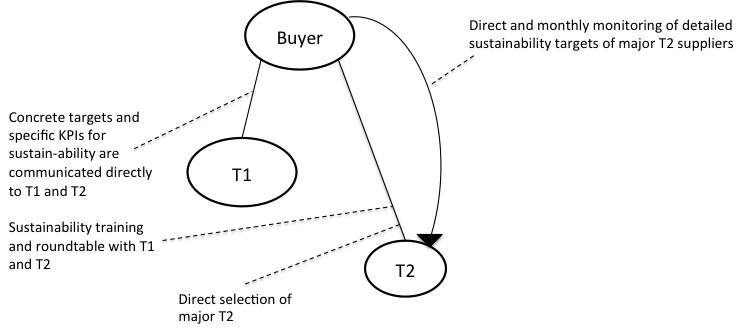 Buyer
Direct and monthly monitoring of detailed
sustainability targets of major T2 suppliers
Concrete targets and
specific KPIs for
sustain-ability are
communicated directly
to T1 and T2
T1
Sustainability training
and roundtable with T1
and T2
T2
Direct selection of
major T2